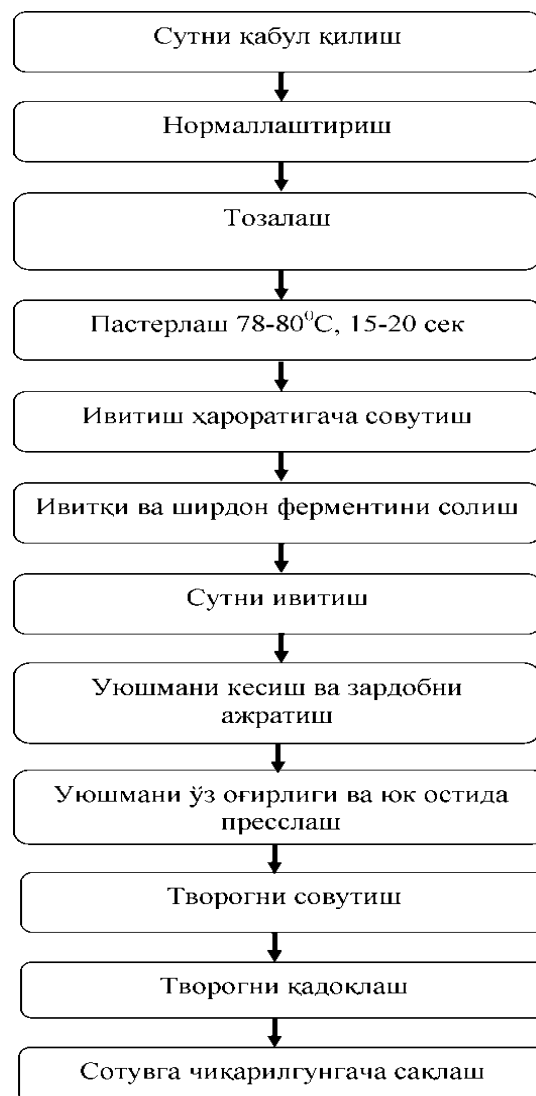 Сутни қабул қилиш
Нормаллаштириш
Тозалаш
Пастерлаш 78-80⁰С, 15-20 сек
Ивитиш ҳароратигача совутиш
Ивитқи ва ширдон ферментини солиш
Сутни ивитиш
Уюшмани кесиш ва зардобни
ажратиш
Уюшмани ўз оғирлиги ва юк остида
пресслаш
Творогни совутиш
Творогни қадоқлаш
Сотувга чиқарилгунгача сақлаш